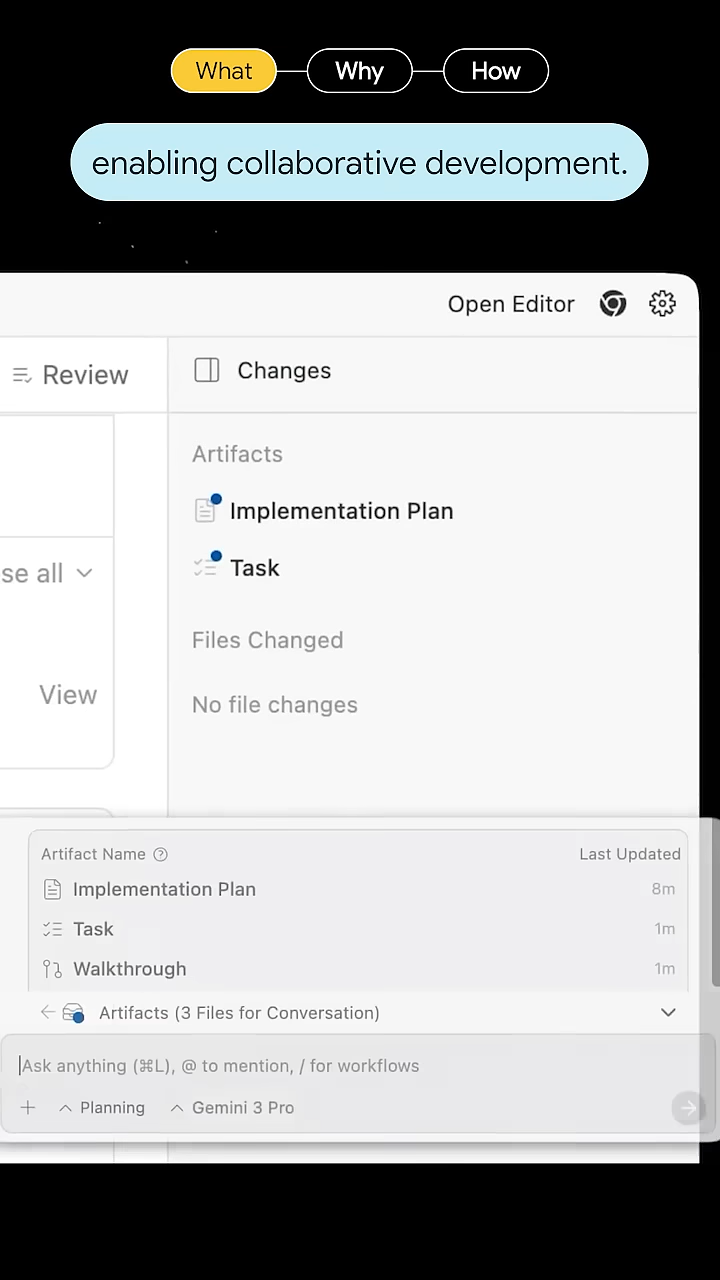 What Why How
enabling collaborative development.
Open Editor
Review
Changes
Artifacts
Implementation Plan
Task
se all
Files Changed
View
No file changes
Artifact Name Last Updated
Implementation Plan 8m
Task 1m
Walkthrough 1m
Artifacts (3 Files for Conversation)
Ask anything (⌘L), @ to mention, / for workflows
Planning Gemini 3 Pro